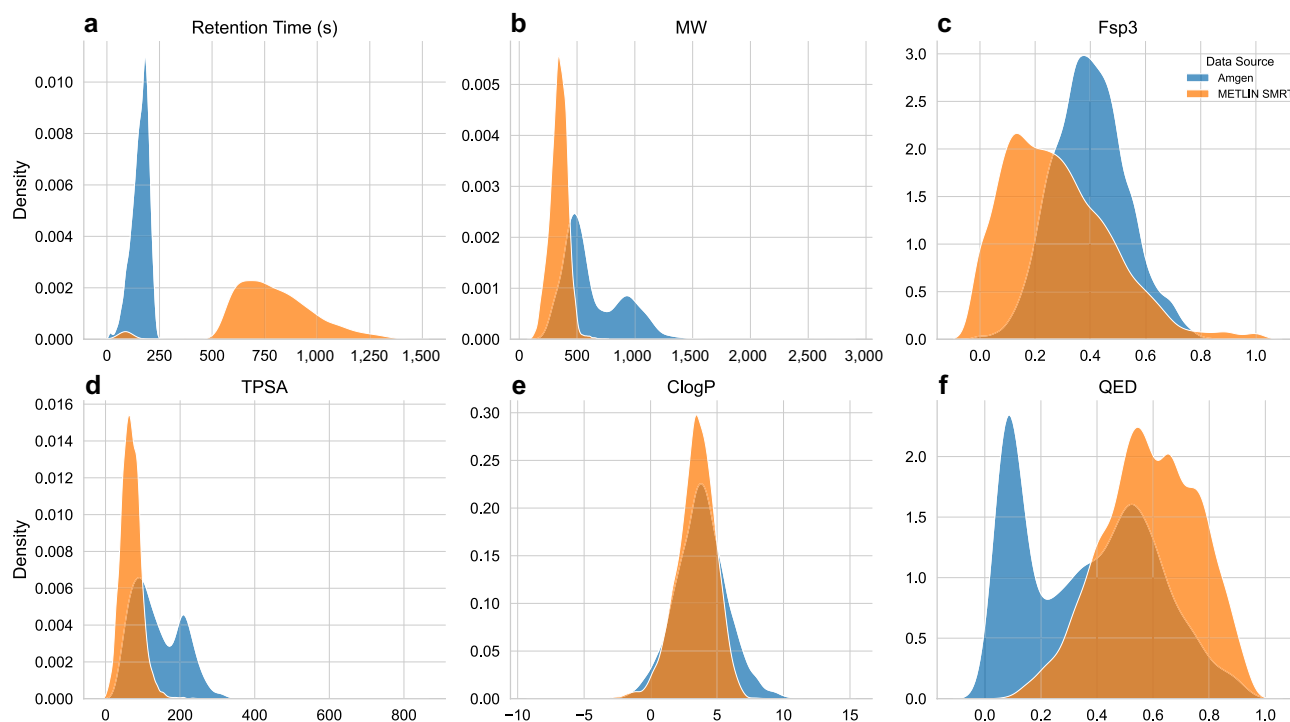 a Retention Time (s)
b MW
c Fsp3
Density
0.010
0.008
0.006
0.004
0.002
0.000
0 250 500 750 1,000 1,250 1,500
0.005
0.004
0.003
0.002
0.001
0.000
0 500 1,000 1,500 2,000 2,500 3,000
3.0
2.5
2.0
1.5
1.0
0.5
0.0
0.0 0.2 0.4 0.6 0.8 1.0
Data Source
Amgen
METLIN SMRT
d TPSA
e ClogP
f QED
Density
0.016
0.014
0.012
0.010
0.008
0.006
0.004
0.002
0.000
0 200 400 600 800
0.30
0.25
0.20
0.15
0.10
0.05
0.00
−10 −5 0 5 10 15
2.0
1.5
1.0
0.5
0.0
0.0 0.2 0.4 0.6 0.8 1.0